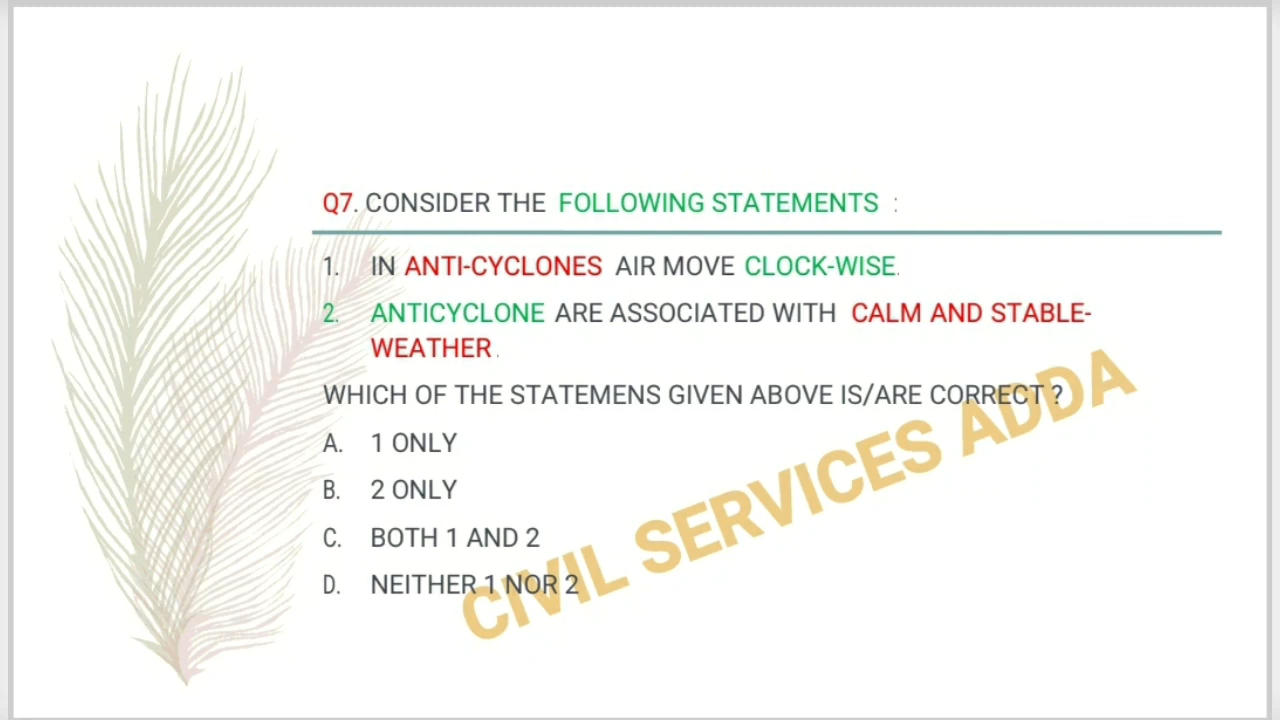 Q7. CONSIDER THE FOLLOWING STATEMENTS :
1. IN ANTI-CYCLONES AIR MOVE CLOCK-WISE.
2. ANTICYCLONE ARE ASSOCIATED WITH CALM AND STABLE-
WEATHER.
WHICH OF THE STATEMENS GIVEN ABOVE IS/ARE CORRECT ?
A. 1 ONLY
B. 2 ONLY
C. BOTH 1 AND 2
D. NEITHER 1 NOR 2
CIVIL SERVICES ADDA